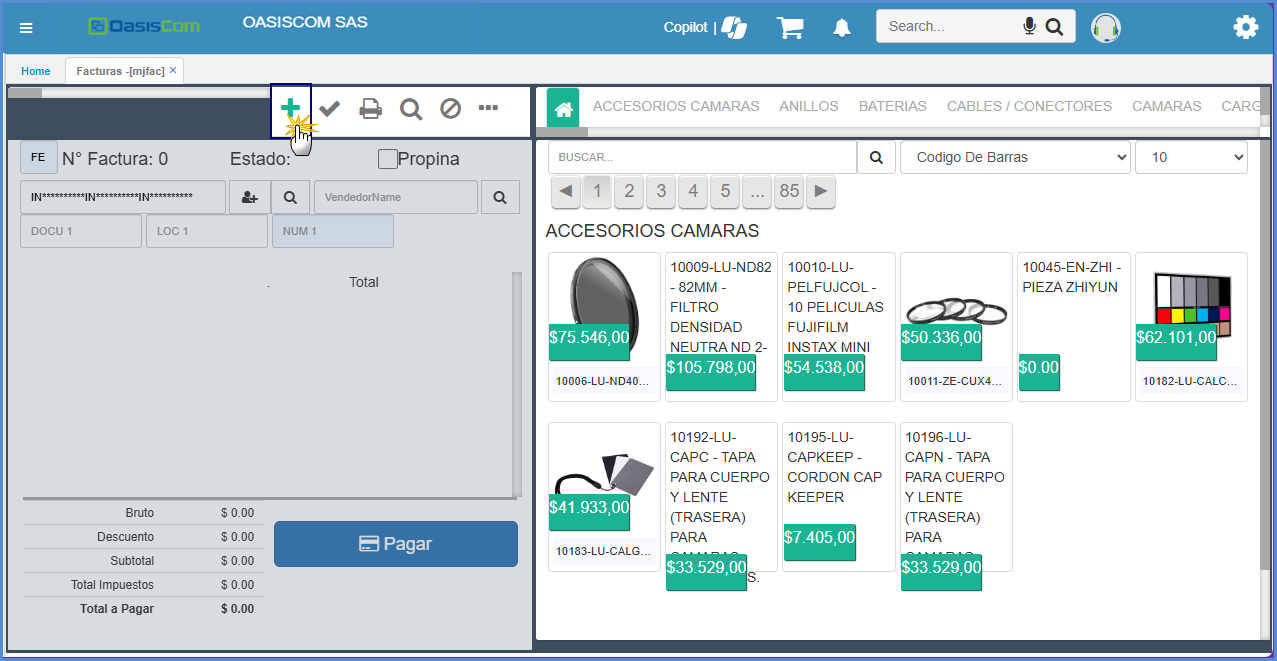 OasisCom
OASISCOM SAS
Copilot |
Search...
Home
Facturas -[mjfac] ×
ACCESORIOS CAMARAS
ANILLOS
BATERIAS
CABLES / CONECTORES
CAMARAS
CARG
FE
N° Factura: 0
Estado:
Propina
IN**********IN**********IN**********
VendedorName
DOCU 1
LOC 1
NUM 1
.
Total
Bruto $ 0.00
Descuento $ 0.00
Subtotal $ 0.00
Total Impuestos $ 0.00
Total a Pagar $ 0.00
Pagar
BUSCAR...
Codigo De Barras
10
◀ 1 2 3 4 5 ... 85 ▶
ACCESORIOS CAMARAS
$75.546,00
10006-LU-ND40...
10009-LU-ND82
- 82MM -
FILTRO
DENSIDAD
NEUTRA ND 2-
$105.798,00
10010-LU-
PELFUJCOL -
10 PELICULAS
FUJIFILM
INSTAX MINI
$54.538,00
$50.336,00
10011-ZE-CUX4...
10045-EN-ZHI -
PIEZA ZHIYUN
$0.00
$62.101,00
10182-LU-CALC...
$41.933,00
10183-LU-CALG...
10192-LU-
CAPC - TAPA
PARA CUERPO
Y LENTE
(TRASERA)
PARA
CAMARAS
$33.529,00
S.
10195-LU-
CAPKEEP -
CORDON CAP
KEEPER
$7.405,00
10196-LU-
CAPN - TAPA
PARA CUERPO
Y LENTE
(TRASERA)
PARA
CAMARAS
$33.529,00